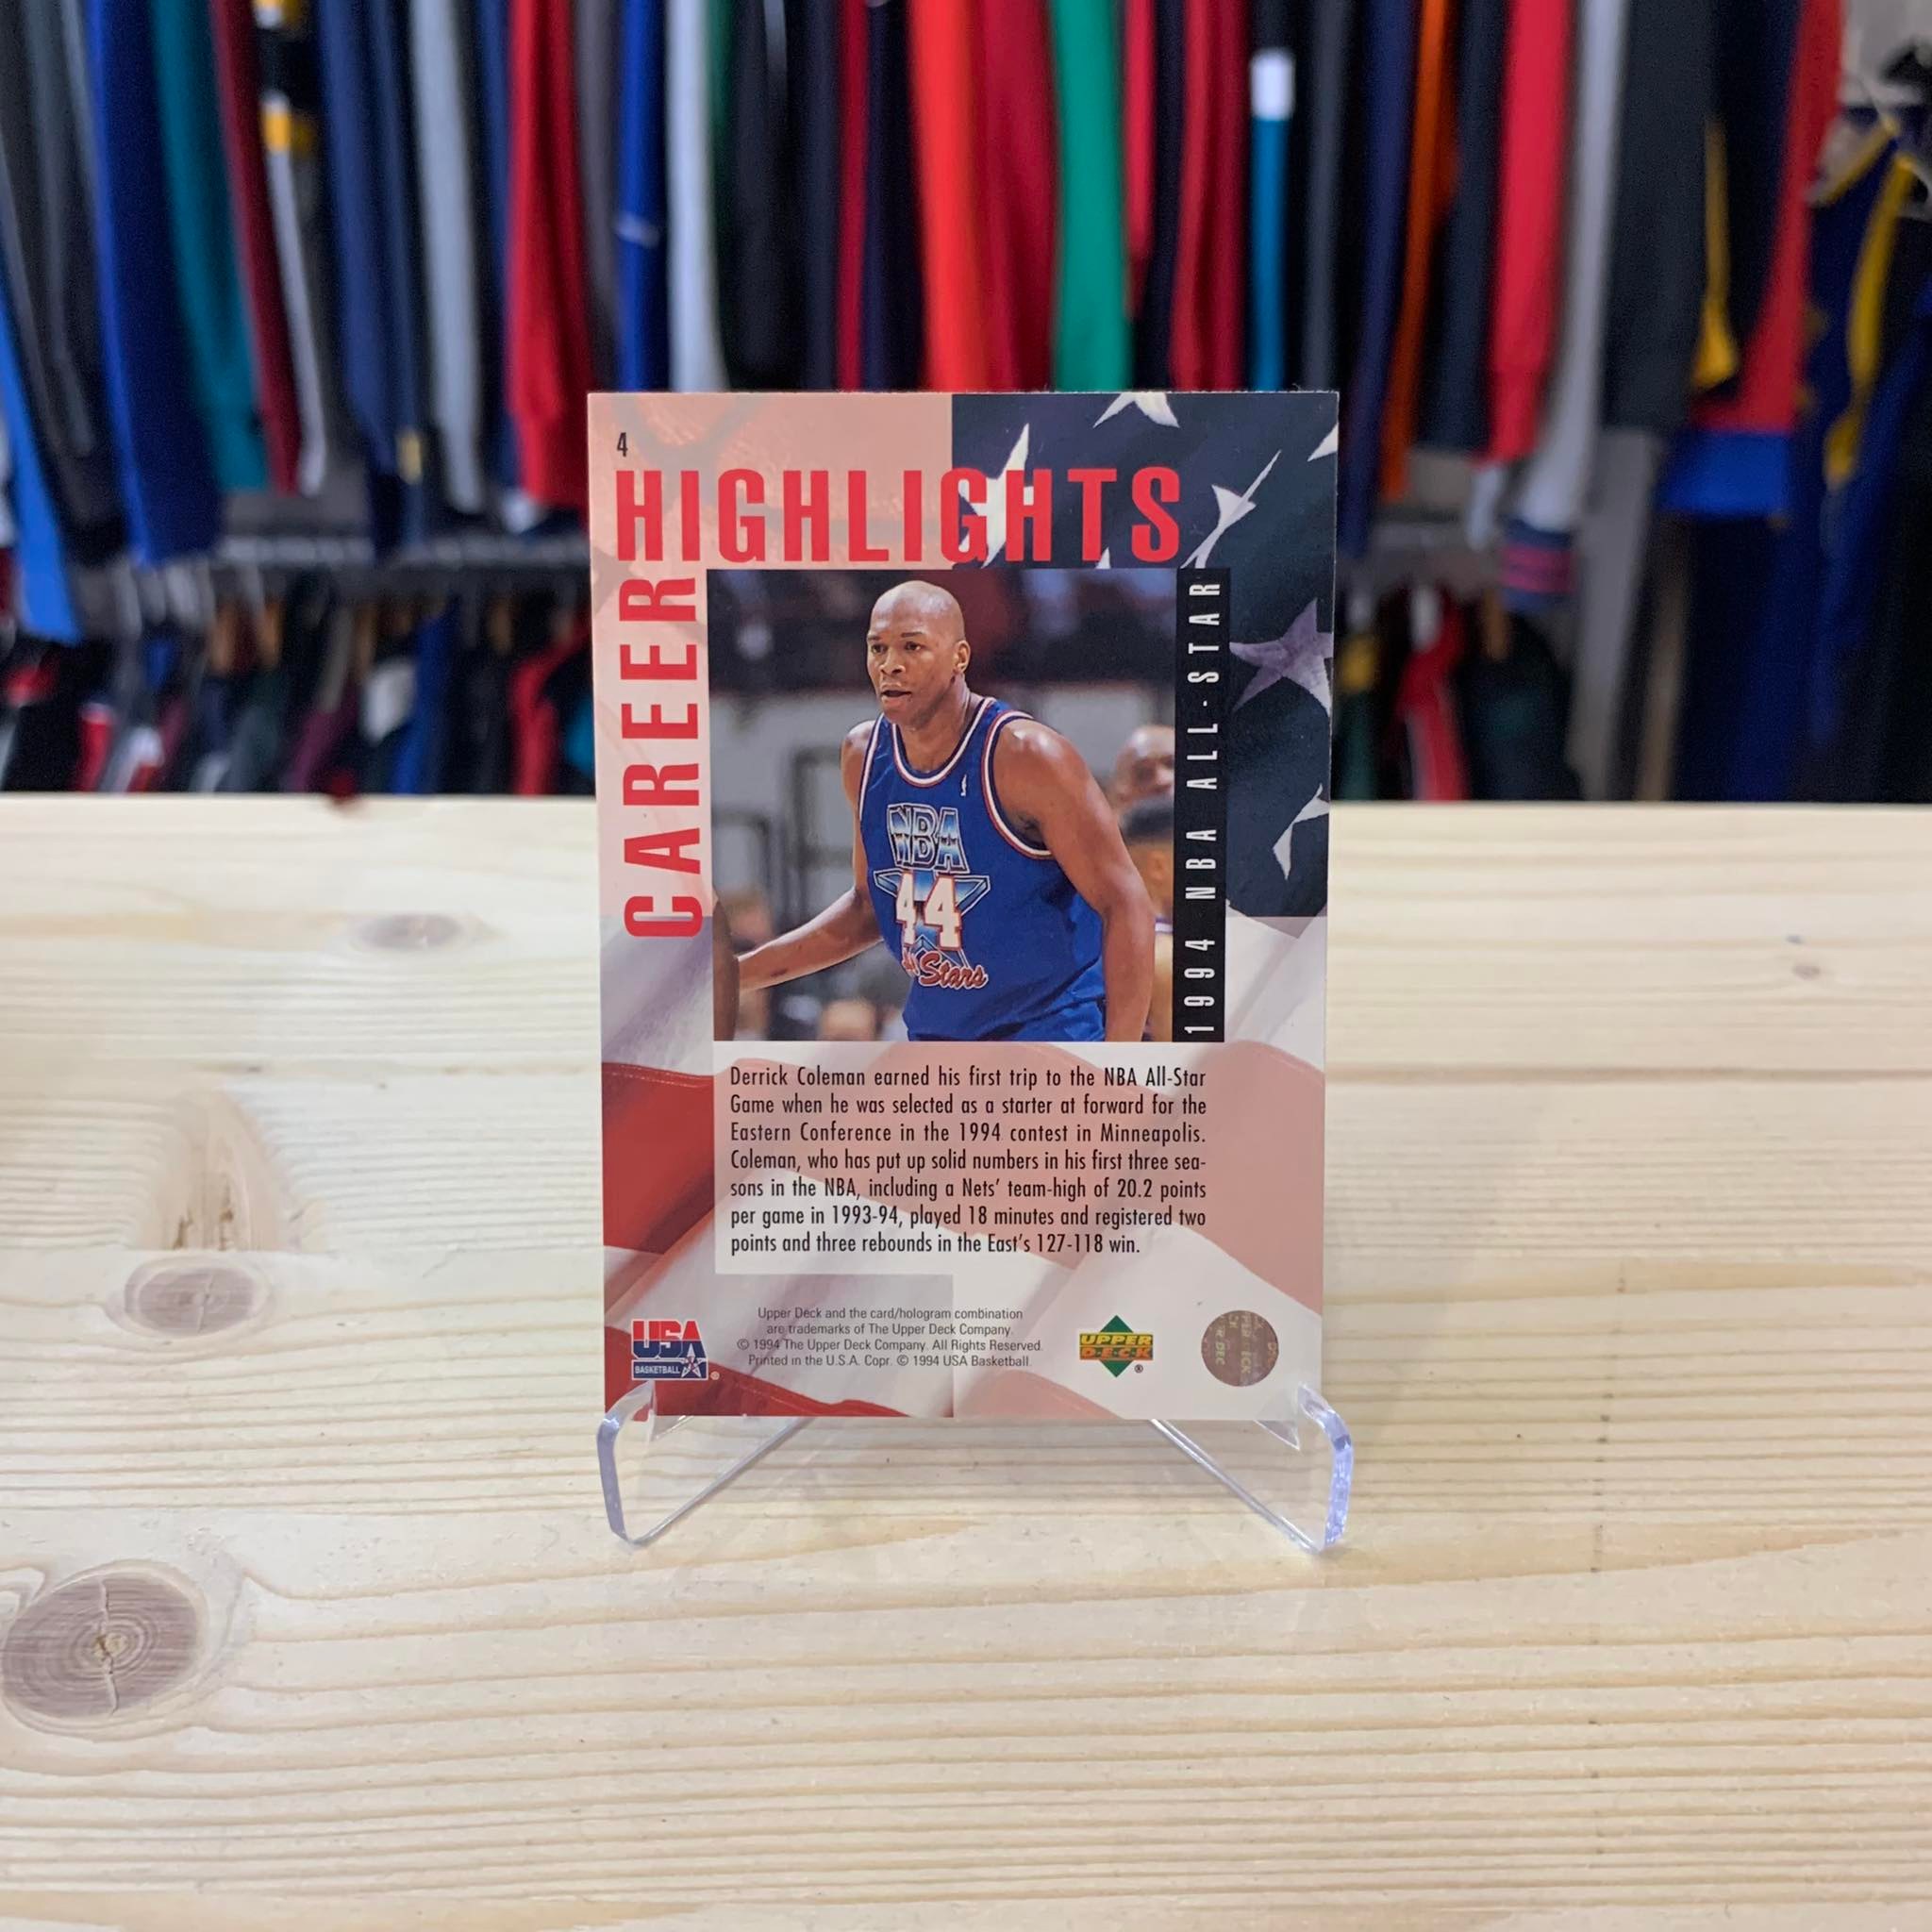 4
HIGHLIGHTS
CAREER
1994 NBA ALL·STAR
NBA
44
Stars
Derrick Coleman earned his first trip to the NBA All-Star
Game when he was selected as a starter at forward for the
Eastern Conference in the 1994 contest in Minneapolis.
Coleman, who has put up solid numbers in his first three sea-
sons in the NBA, including a Nets' team-high of 20.2 points
per game in 1993-94, played 18 minutes and registered two
points and three rebounds in the East's 127-118 win.
Upper Deck and the card/hologram combination
are trademarks of The Upper Deck Company.
© 1994 The Upper Deck Company. All Rights Reserved.
Printed in the U.S.A. Copr. © 1994 USA Basketball.
USA
BASKETBALL
®
UPPER
D·E·C·K
®